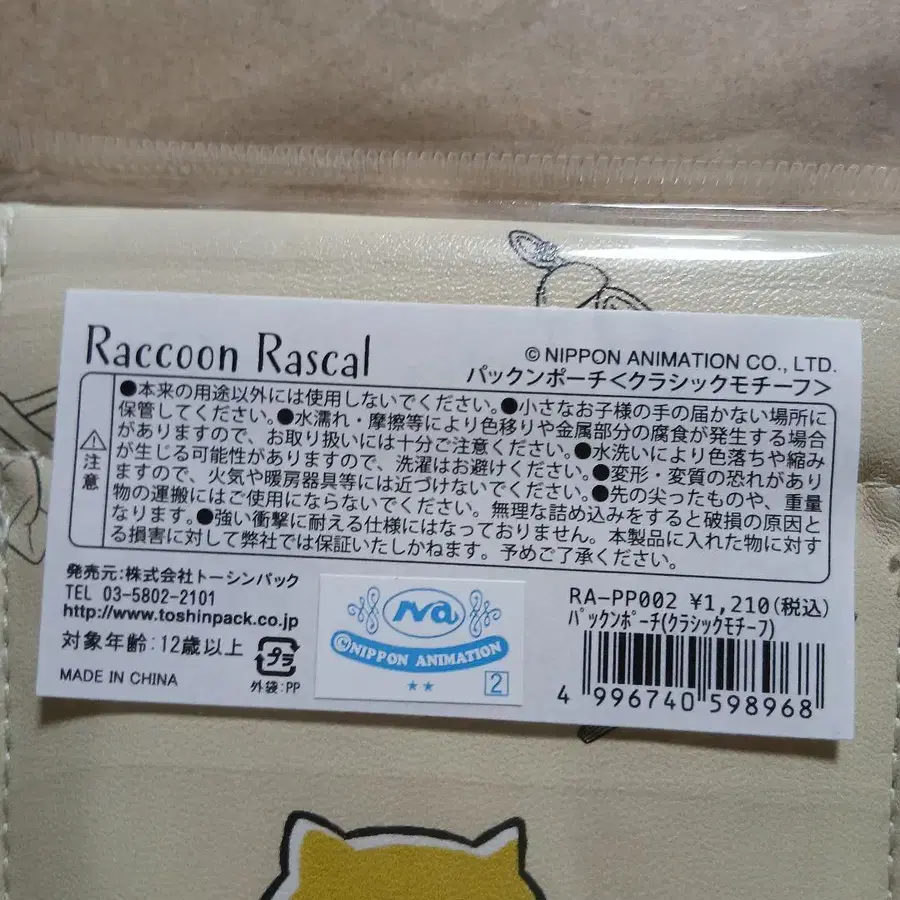 Raccoon Rascal
© NIPPON ANIMATION CO., LTD.
パックンポーチ<クラシックモチーフ>
⚠注意
●本来の用途以外には使用しないでください。●小さなお子様の手の届かない場所に
保管してください。●水濡れ・摩擦等により色移りや金属部分の腐食が発生する場合
がありますので、お取り扱いには十分ご注意ください。●水洗いにより色落ちや縮み
が生じる可能性がありますので、洗濯はお避けください。●変形・変質の恐れがあり
ますので、火気や暖房器具等には近づけないでください。●先の尖ったものや、重量
物の運搬にはご使用にならないでください。無理な詰め込みをすると破損の原因と
なります。●強い衝撃に耐える仕様にはなっておりません。本製品に入れた物に対す
る損害に対して弊社では保証いたしかねます。予めご了承ください。
発売元:株式会社トーシンパック
TEL 03-5802-2101
http://www.toshinpack.co.jp
対象年齢:12歳以上
プラ
外袋:PP
MADE IN CHINA
Na
©NIPPON ANIMATION
★★ 2
RA-PP002 ¥1,210(税込)
パックンポーチ(クラシックモチーフ)
4 996740 598968